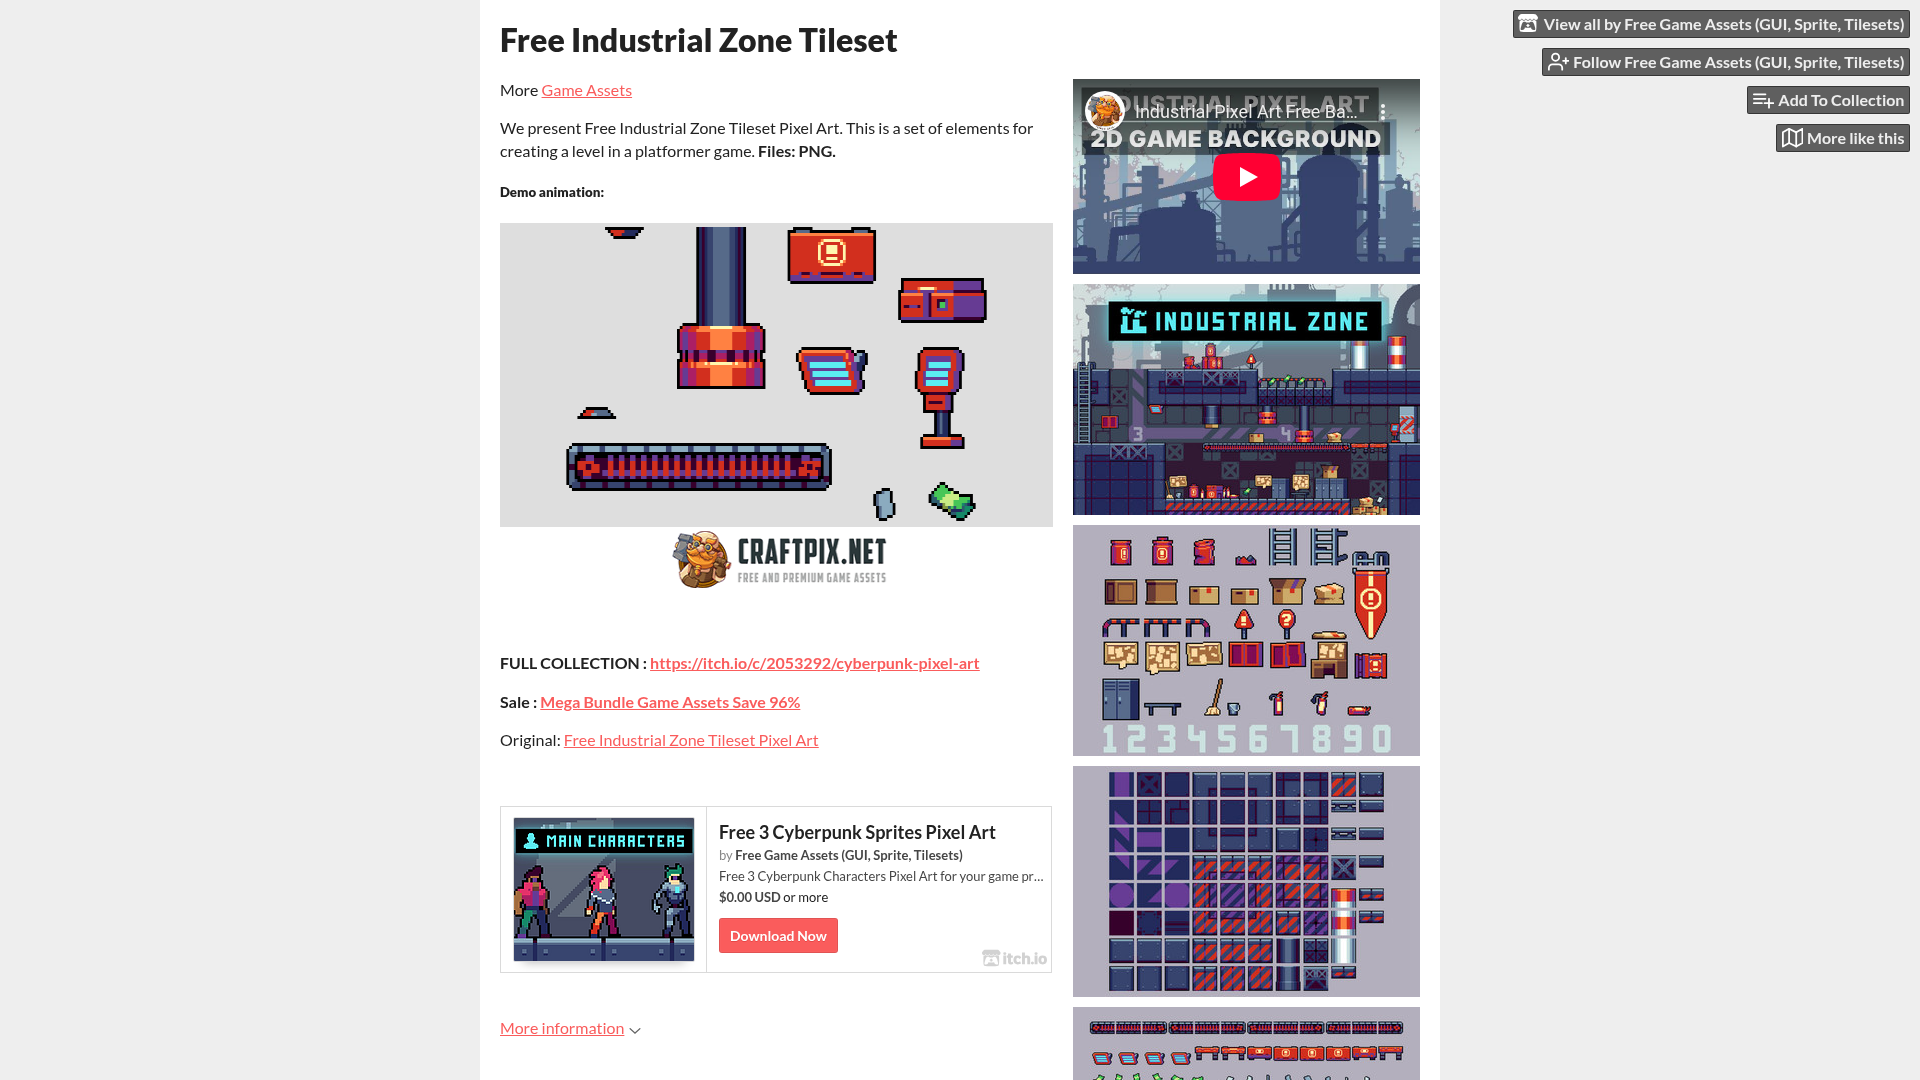 Free Industrial Zone Tileset
More Game Assets
We present Free Industrial Zone Tileset Pixel Art. This is a set of elements for
creating a level in a platformer game. Files: PNG.
Demo animation:
CRAFTPIX.NET
FREE AND PREMIUM GAME ASSETS
FULL COLLECTION : https://itch.io/c/2053292/cyberpunk-pixel-art
Sale : Mega Bundle Game Assets Save 96%
Original: Free Industrial Zone Tileset Pixel Art
MAIN CHARACTERS
Free 3 Cyberpunk Sprites Pixel Art
by Free Game Assets (GUI, Sprite, Tilesets)
Free 3 Cyberpunk Characters Pixel Art for your game pr...
$0.00 USD or more
Download Now
itch.io
More information
INDUSTRIAL PIXEL ART
Industrial Pixel Art Free Ba...
2D GAME BACKGROUND
INDUSTRIAL ZONE
3
4
!
?
1 2 3 4 5 6 7 8 9 0
View all by Free Game Assets (GUI, Sprite, Tilesets)
Follow Free Game Assets (GUI, Sprite, Tilesets)
Add To Collection
More like this